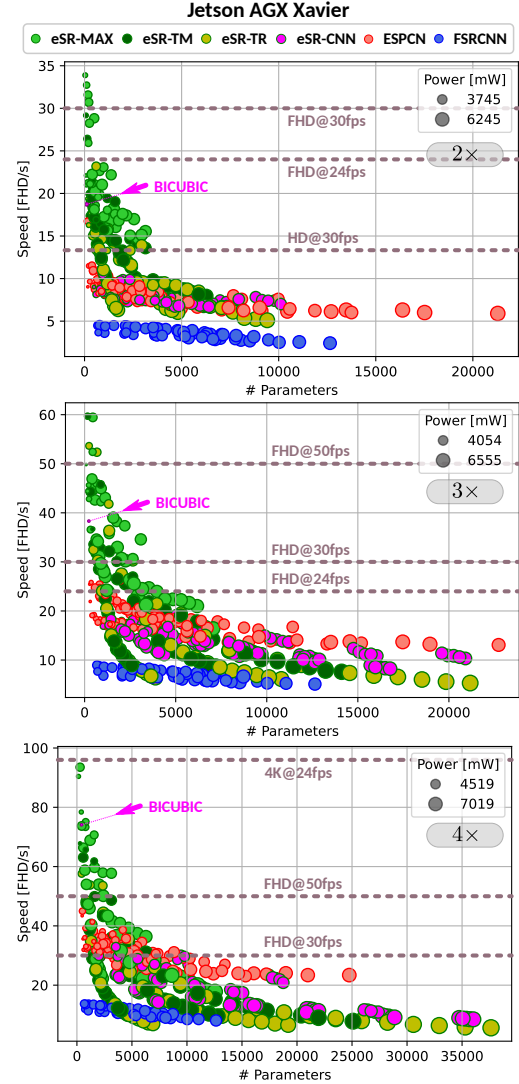 Jetson AGX Xavier
eSR-MAX eSR-TM eSR-TR eSR-CNN ESPCN FSRCNN
35
30
25
20
15
10
5
Speed [FHD/s]
Power [mW]
3745
6245
2×
FHD@30fps
FHD@24fps
BICUBIC
HD@30fps
0 5000 10000 15000 20000
# Parameters
60
50
40
30
20
10
Speed [FHD/s]
Power [mW]
4054
6555
3×
FHD@50fps
BICUBIC
FHD@30fps
FHD@24fps
0 5000 10000 15000 20000
# Parameters
100
80
60
40
20
Speed [FHD/s]
Power [mW]
4519
7019
4×
4K@24fps
BICUBIC
FHD@50fps
FHD@30fps
0 5000 10000 15000 20000 25000 30000 35000
# Parameters